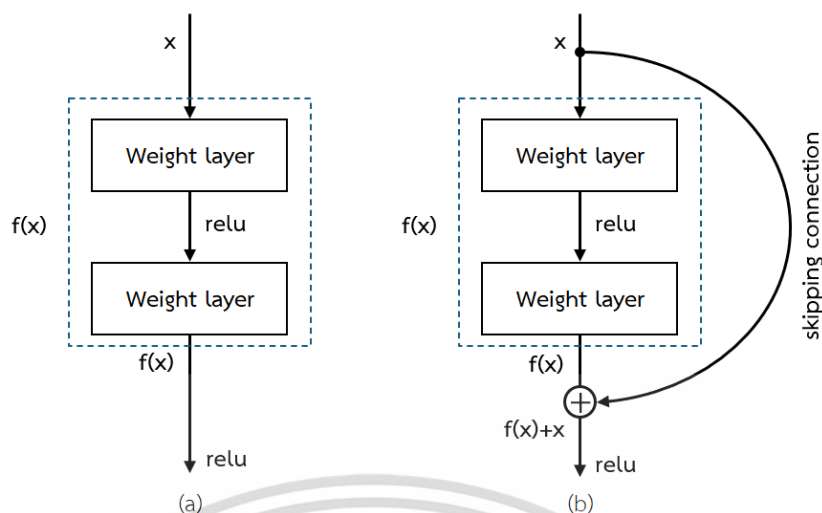 x
Weight layer
f(x)
relu
Weight layer
f(x)
relu
(a)
x
Weight layer
f(x)
relu
Weight layer
f(x)
f(x)+x
relu
skipping connection
(b)